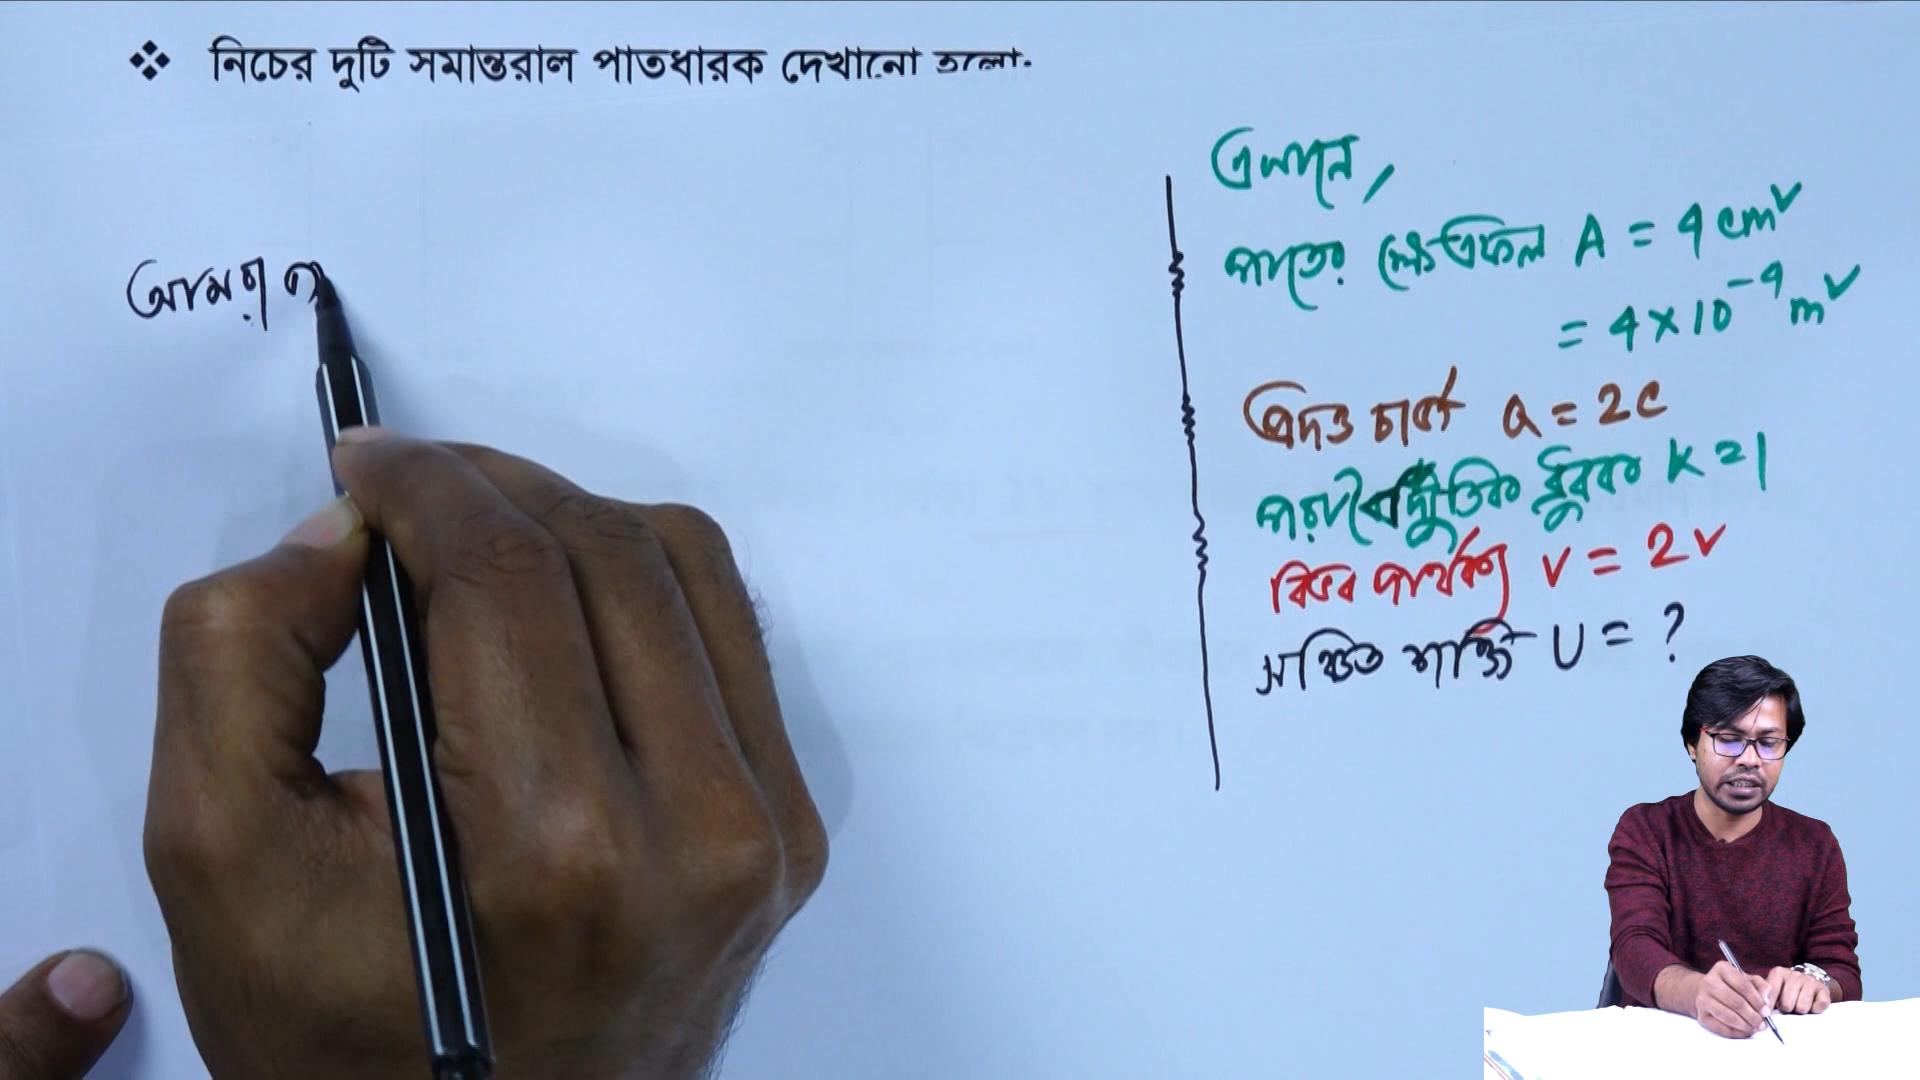 ❖ নিচের দুটি সমান্তরাল পাতধারক দেখানো হলো:
আমরা
এখানে,
পাতের ক্ষেত্রফল A = 4 cm²
= 4 × 10⁻⁴ m²
প্রদত্ত চার্জ Q = 2C
পরাবৈদ্যুতিক ধ্রুবক K = 1
বিভব পার্থক্য V = 2V
সঞ্চিত শক্তি U = ?